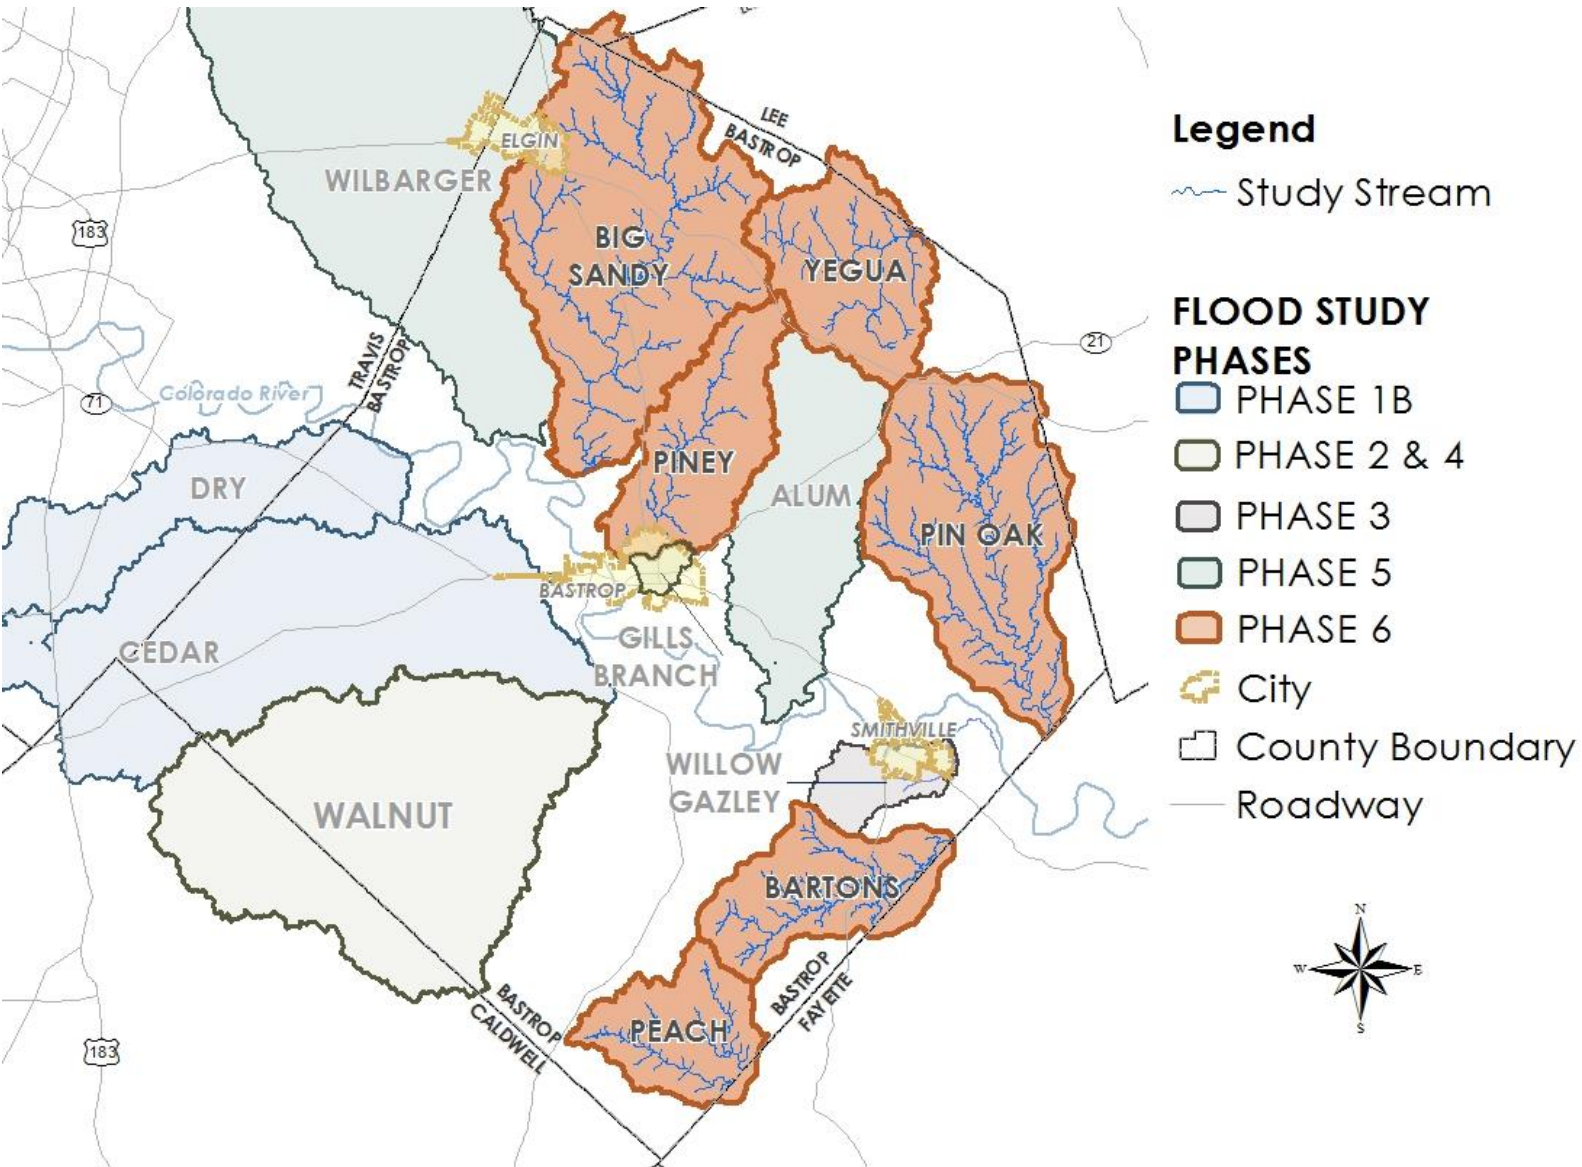 LEE
BASTROP
ELGIN
WILBARGER
183
BIG
SANDY
YEGUA
TRAVIS
BASTROP
21
Colorado River
71
PINEY
DRY
ALUM
PIN OAK
BASTROP
GILLS
BRANCH
CEDAR
SMITHVILLE
WILLOW
GAZLEY
WALNUT
BARTONS
BASTROP
FAYETTE
BASTROP
CALDWELL
PEACH
183
Legend
Study Stream
FLOOD STUDY
PHASES
PHASE 1B
PHASE 2 & 4
PHASE 3
PHASE 5
PHASE 6
City
County Boundary
Roadway
N
W
E
S